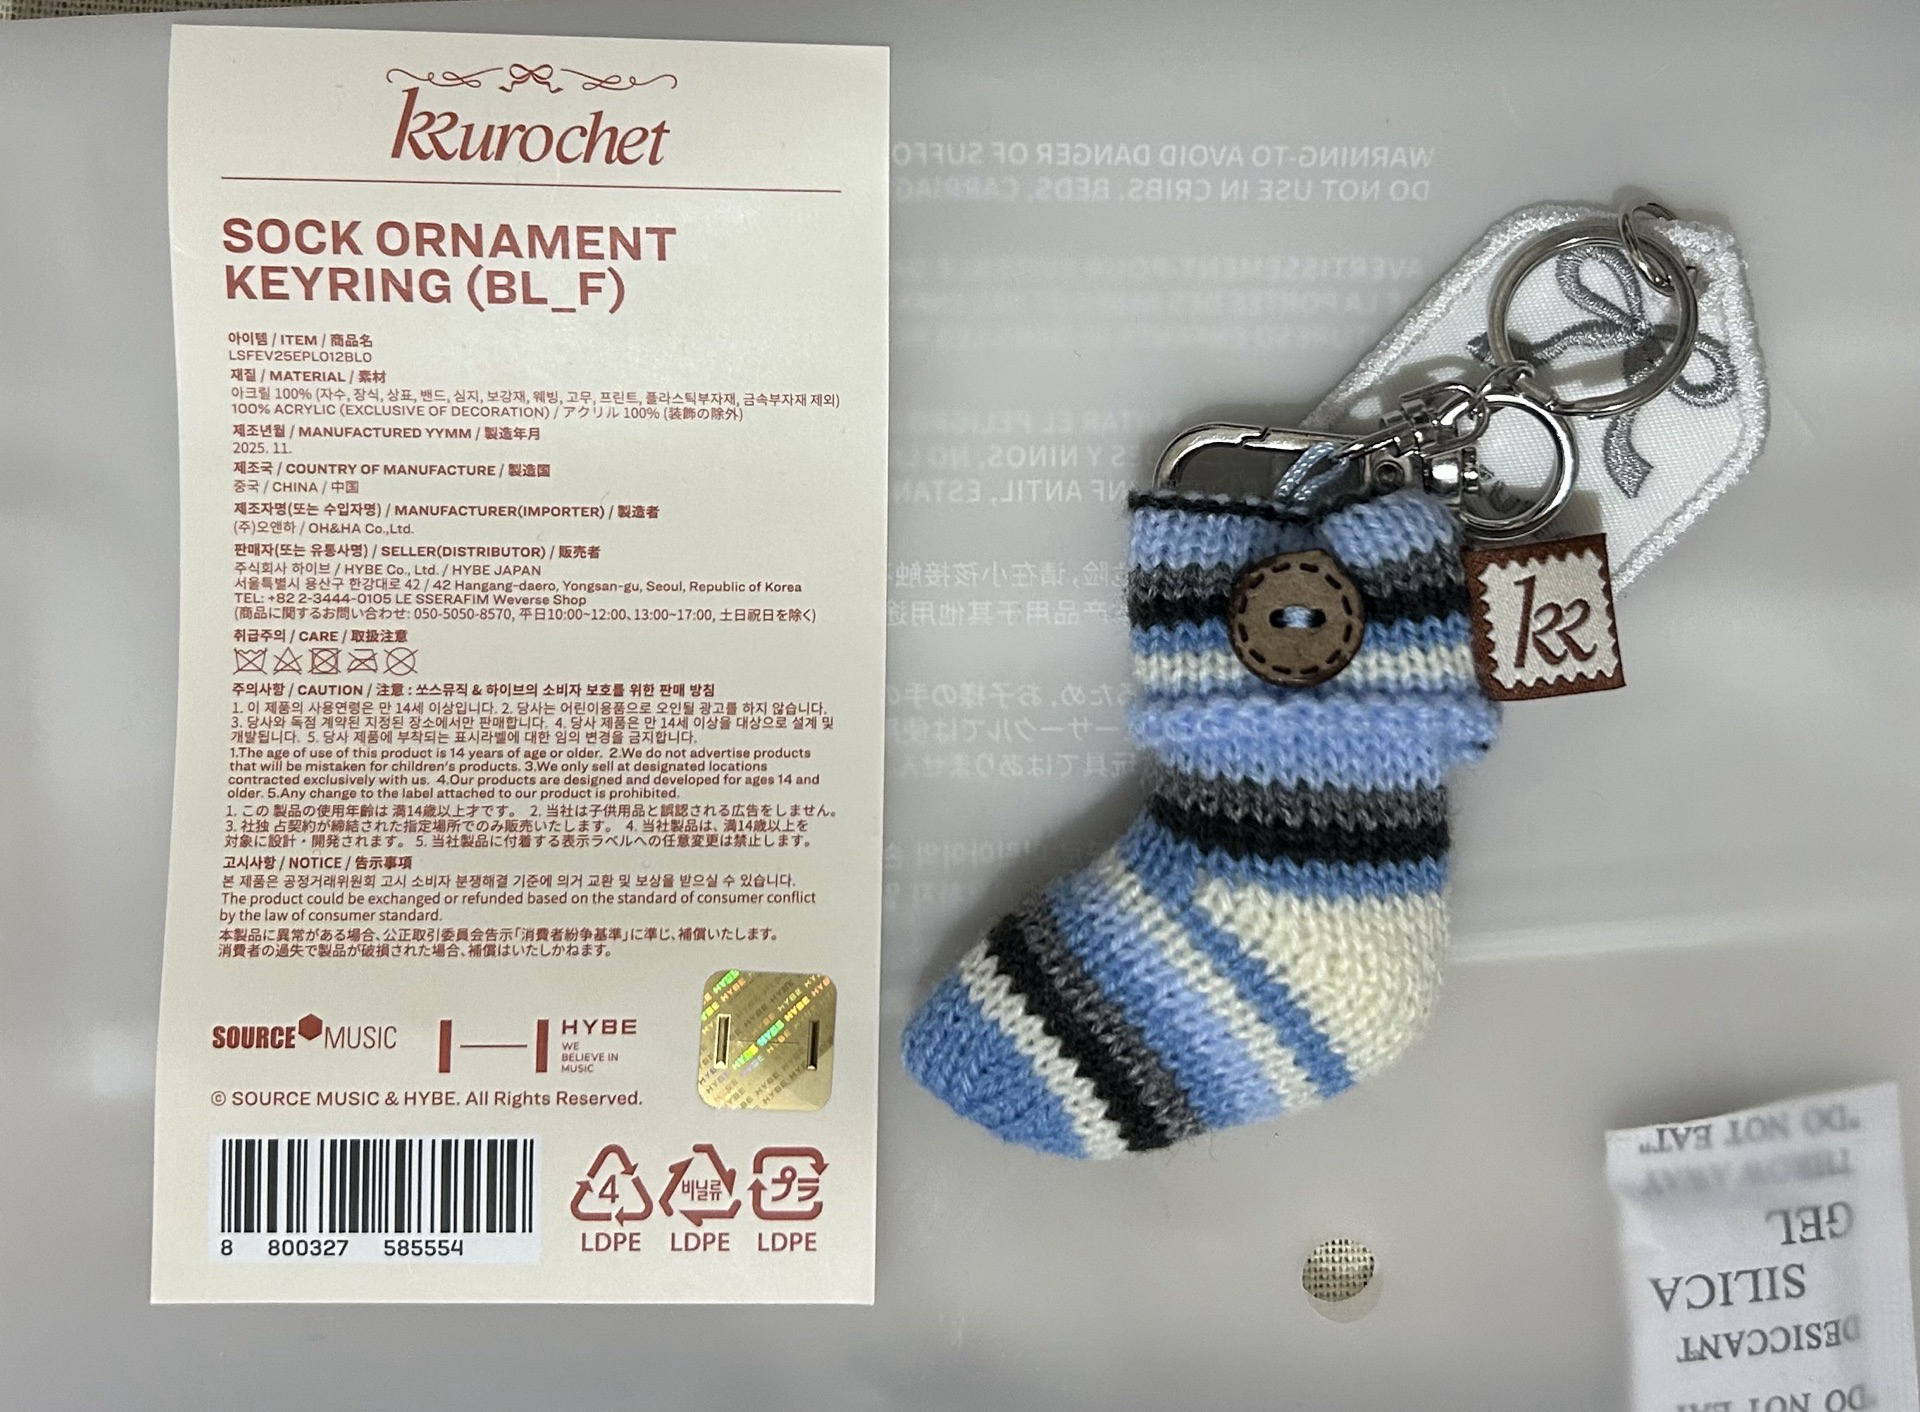 kkurochet
SOCK ORNAMENT
KEYRING (BL_F)
아이템 / ITEM / 商品名
LSFEV25EPL012BL0
재질 / MATERIAL / 素材
아크릴 100% (자수, 장식, 상표, 밴드, 심지, 보강재, 웨빙, 고무, 프린트, 플라스틱부자재, 금속부자재 제외)
100% ACRYLIC (EXCLUSIVE OF DECORATION) / アクリル 100% (装飾の除外)
제조년월 / MANUFACTURED YYMM / 製造年月
2025. 11.
제조국 / COUNTRY OF MANUFACTURE / 製造国
중국 / CHINA / 中国
제조자명(또는 수입자명) / MANUFACTURER(IMPORTER) / 製造者
(주)오앤하 / OH&HA Co.,Ltd.
판매자(또는 유통사명) / SELLER(DISTRIBUTOR) / 販売者
주식회사 하이브 / HYBE Co., Ltd. / HYBE JAPAN
서울특별시 용산구 한강대로 42 / 42 Hangang-daero, Yongsan-gu, Seoul, Republic of Korea
TEL: +82 2-3444-0105 LE SSERAFIM Weverse Shop
(商品に関するお問い合わせ: 050-5050-8570, 平日10:00~12:00、13:00~17:00, 土日祝日を除く)
취급주의 / CARE / 取扱注意
주의사항 / CAUTION / 注意 : 쏘스뮤직 & 하이브의 소비자 보호를 위한 판매 방침
1. 이 제품의 사용연령은 만 14세 이상입니다. 2. 당사는 어린이용품으로 오인될 광고를 하지 않습니다.
3. 당사와 독점 계약된 지정된 장소에서만 판매합니다. 4. 당사 제품은 만 14세 이상을 대상으로 설계 및
개발됩니다. 5. 당사 제품에 부착되는 표시라벨에 대한 임의 변경을 금지합니다.
1.The age of use of this product is 14 years of age or older. 2.We do not advertise products
that will be mistaken for children's products. 3.We only sell at designated locations
contracted exclusively with us. 4.Our products are designed and developed for ages 14 and
older. 5.Any change to the label attached to our product is prohibited.
1. この 製品の使用年齢は 満14歳以上才です。 2. 当社は子供用品と誤認される広告をしません。
3. 社独 占契約が締結された指定場所でのみ販売いたします。 4. 当社製品は、満14歳以上を
対象に設計・開発されます。 5. 当社製品に付着する表示ラベルへの任意変更は禁止します。
고시사항 / NOTICE / 告示事項
본 제품은 공정거래위원회 고시 소비자 분쟁해결 기준에 의거 교환 및 보상을 받으실 수 있습니다.
The product could be exchanged or refunded based on the standard of consumer conflict
by the law of consumer standard.
本製品に異常がある場合、公正取引委員会告示「消費者紛争基準」に準じ、補償いたします。
消費者の過失で製品が破損された場合、補償はいたしかねます。
SOURCE MUSIC
HYBE
WE
BELIEVE IN
MUSIC
HYBE HYBE HYBE
© SOURCE MUSIC & HYBE. All Rights Reserved.
8 800327 585554
4
LDPE
비닐류
LDPE
プラ
LDPE
kk
WARNING-TO AVOID DANGER OF SUFFO
DO NOT USE IN CRIBS, BEDS, CARRIAG
"DO NOT EAT"
THROW AWAY
GEL
SILICA
DESICCANT
DO NOT EAT